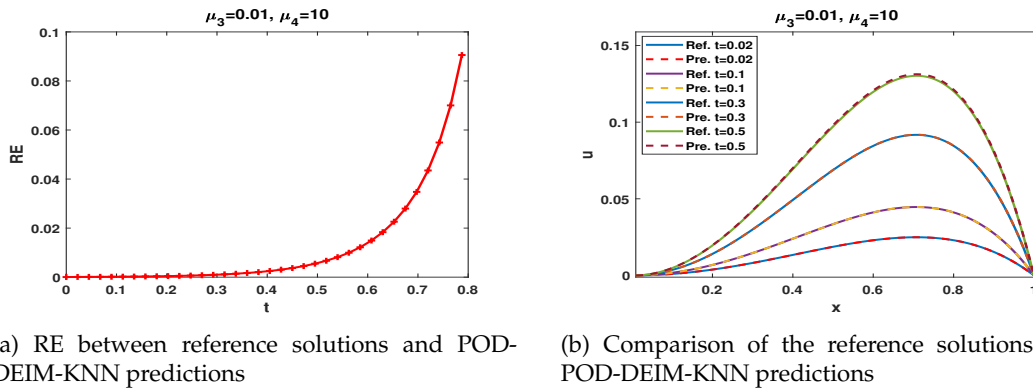 μ3=0.01, μ4=10
0.1
0.08
0.06
0.04
0.02
0
RE
0 0.1 0.2 0.3 0.4 0.5 0.6 0.7 0.8
t
μ3=0.01, μ4=10
0.15
0.1
0.05
0
u
Ref. t=0.02
Pre. t=0.02
Ref. t=0.1
Pre. t=0.1
Ref. t=0.3
Pre. t=0.3
Ref. t=0.5
Pre. t=0.5
0.2 0.4 0.6 0.8 1
x
a) RE between reference solutions and POD-
DEIM-KNN predictions
(b) Comparison of the reference solutions
POD-DEIM-KNN predictions